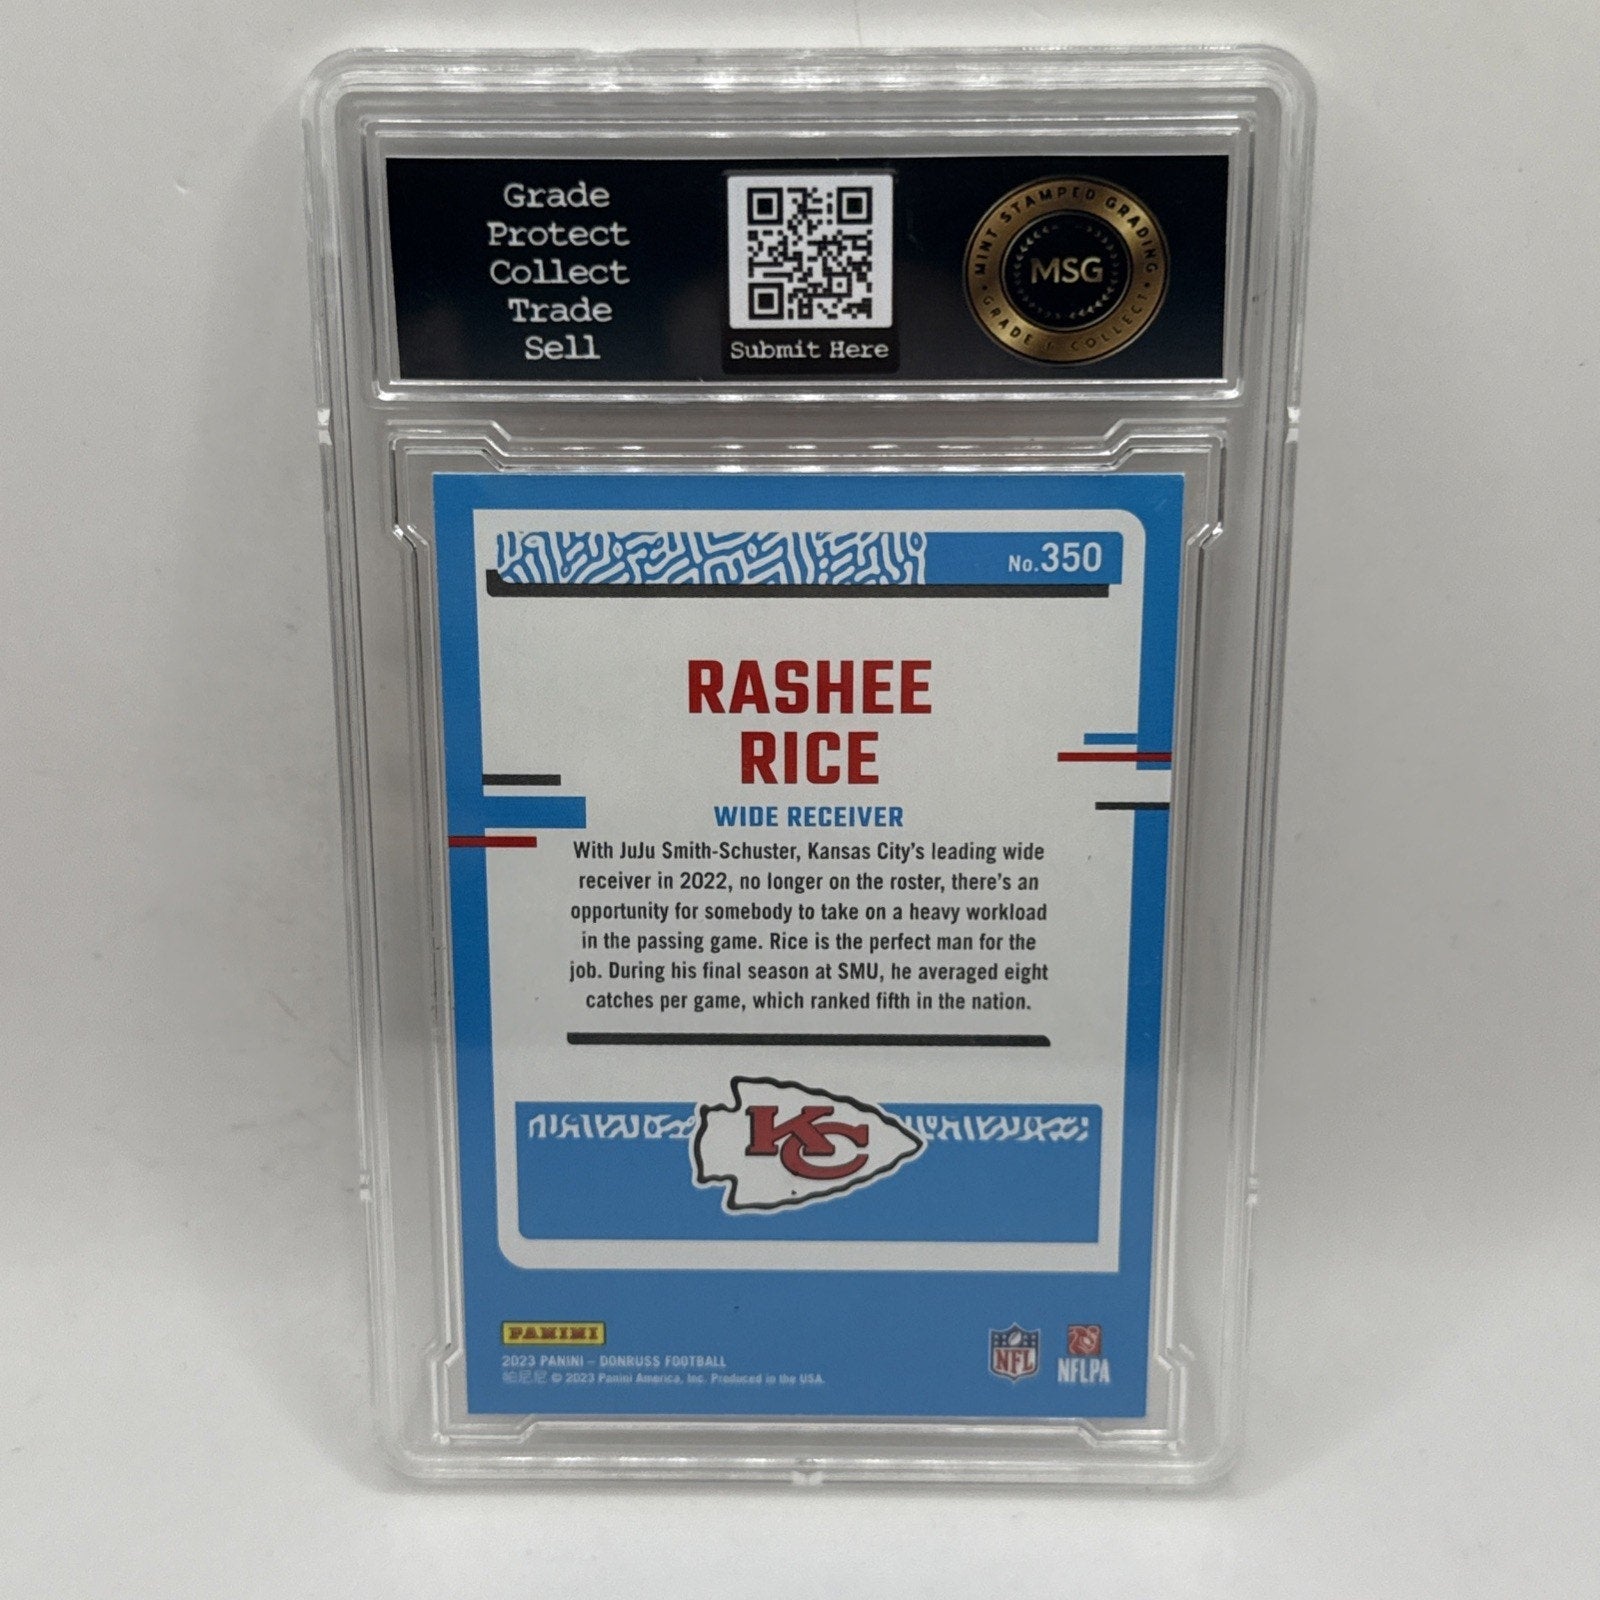 Grade
Protect
Collect
Trade
Sell
Submit Here
MINT STAMPED GRADING
MSG
GRADE & COLLECT
No.350
RASHEE
RICE
WIDE RECEIVER
With JuJu Smith-Schuster, Kansas City's leading wide
receiver in 2022, no longer on the roster, there's an
opportunity for somebody to take on a heavy workload
in the passing game. Rice is the perfect man for the
job. During his final season at SMU, he averaged eight
catches per game, which ranked fifth in the nation.
KC
PANINI
2023 PANINI – DONRUSS FOOTBALL
帕尼尼 © 2023 Panini America, Inc. Produced in the USA.
NFL
NFLPA